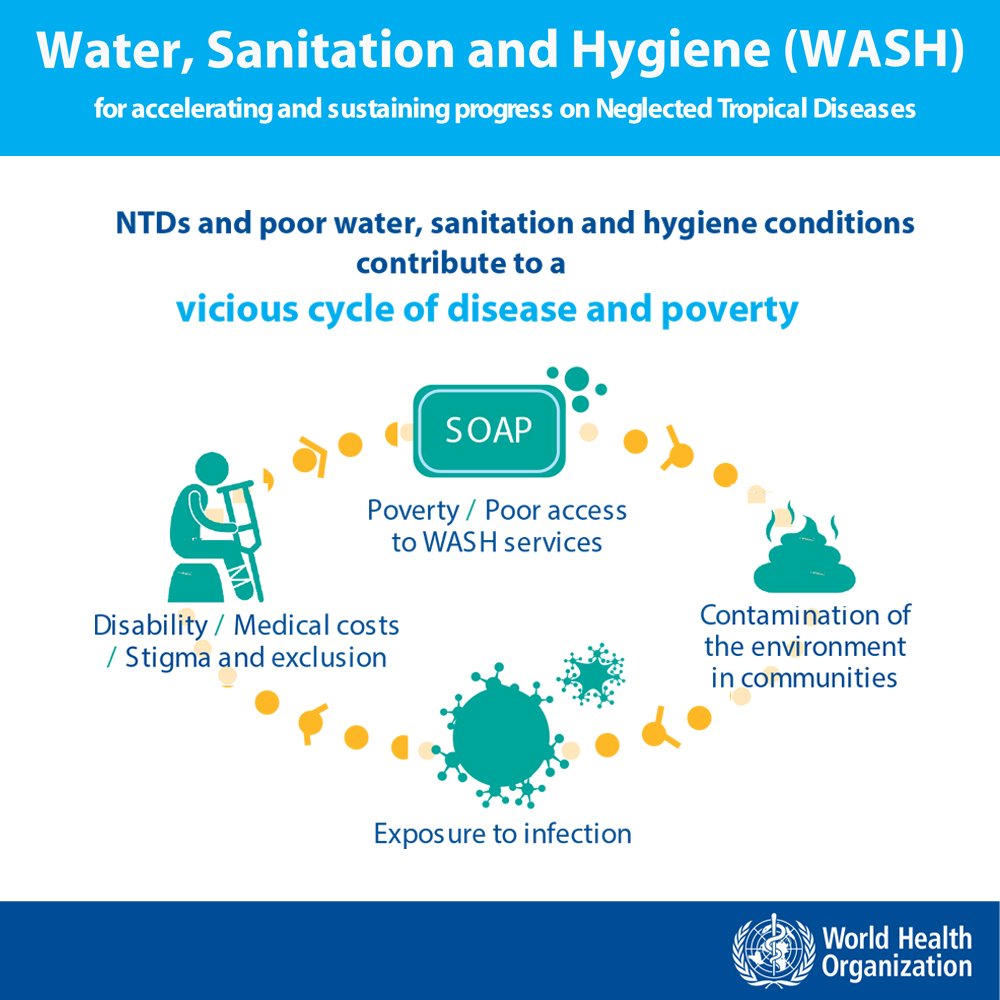 Water, Sanitation and Hygiene (WASH)
for accelerating and sustaining progress on Neglected Tropical Diseases
NTDs and poor water, sanitation and hygiene conditions
contribute to a
vicious cycle of disease and poverty
SOAP
Poverty / Poor access
to WASH services
Contamination of
the environment
in communities
Exposure to infection
Disability / Medical costs
/ Stigma and exclusion
World Health
Organization